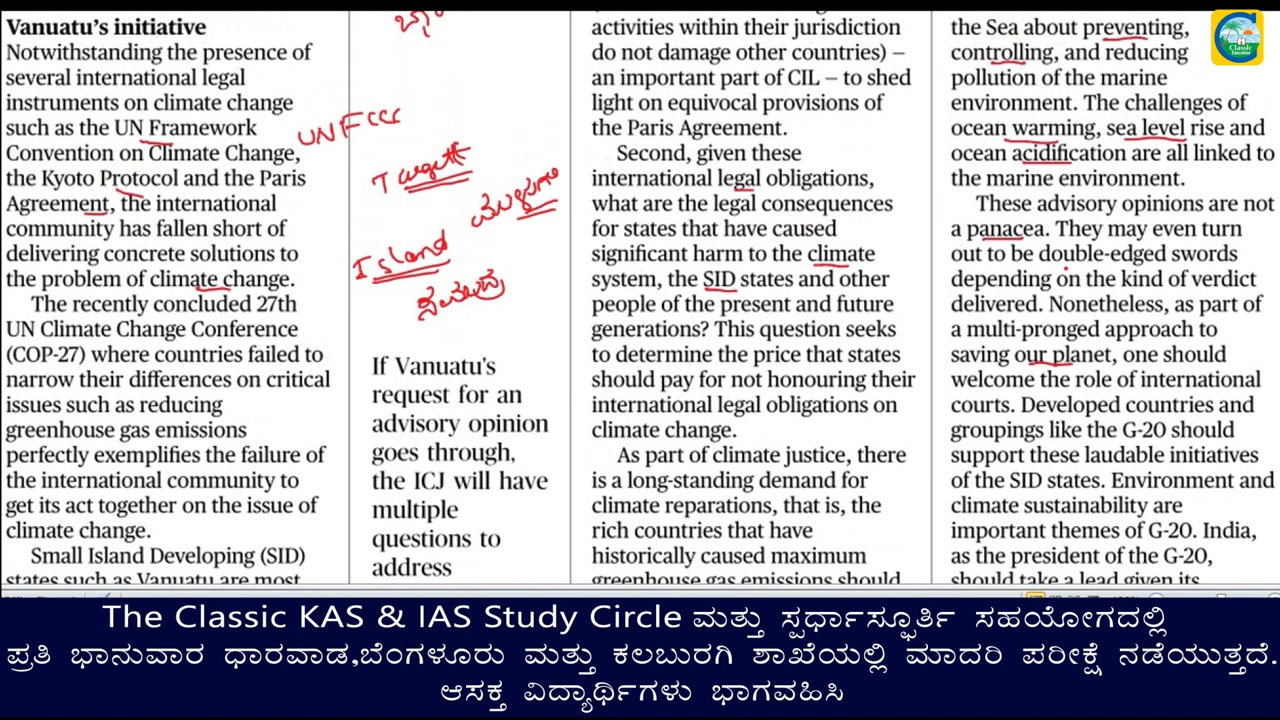 Vanuatu's initiative
Notwithstanding the presence of
several international legal
instruments on climate change
such as the UN Framework
Convention on Climate Change,
the Kyoto Protocol and the Paris
Agreement, the international
community has fallen short of
delivering concrete solutions to
the problem of climate change.
The recently concluded 27th
UN Climate Change Conference
(COP-27) where countries failed to
narrow their differences on critical
issues such as reducing
greenhouse gas emissions
perfectly exemplifies the failure of
the international community to
get its act together on the issue of
climate change.
Small Island Developing (SID)
states such as Vanuatu are most
UNFCCC
Island
If Vanuatu's
request for an
advisory opinion
goes through,
the ICJ will have
multiple
questions to
address
activities within their jurisdiction
do not damage other countries) —
an important part of CIL — to shed
light on equivocal provisions of
the Paris Agreement.
Second, given these
international legal obligations,
what are the legal consequences
for states that have caused
significant harm to the climate
system, the SID states and other
people of the present and future
generations? This question seeks
to determine the price that states
should pay for not honouring their
international legal obligations on
climate change.
As part of climate justice, there
is a long-standing demand for
climate reparations, that is, the
rich countries that have
historically caused maximum
greenhouse gas emissions should
the Sea about preventing,
controlling, and reducing
pollution of the marine
environment. The challenges of
ocean warming, sea level rise and
ocean acidification are all linked to
the marine environment.
These advisory opinions are not
a panacea. They may even turn
out to be double-edged swords
depending on the kind of verdict
delivered. Nonetheless, as part of
a multi-pronged approach to
saving our planet, one should
welcome the role of international
courts. Developed countries and
groupings like the G-20 should
support these laudable initiatives
of the SID states. Environment and
climate sustainability are
important themes of G-20. India,
as the president of the G-20,
should take a lead given its
Classic
Education
The Classic KAS & IAS Study Circle ಮತ್ತು ಸ್ಪರ್ಧಾಸ್ಫೂರ್ತಿ ಸಹಯೋಗದಲ್ಲಿ
ಪ್ರತಿ ಭಾನುವಾರ ಧಾರವಾಡ,ಬೆಂಗಳೂರು ಮತ್ತು ಕಲಬುರಗಿ ಶಾಖೆಯಲ್ಲಿ ಮಾದರಿ ಪರೀಕ್ಷೆ ನಡೆಯುತ್ತದೆ.
ಆಸಕ್ತ ವಿದ್ಯಾರ್ಥಿಗಳು ಭಾಗವಹಿಸಿ